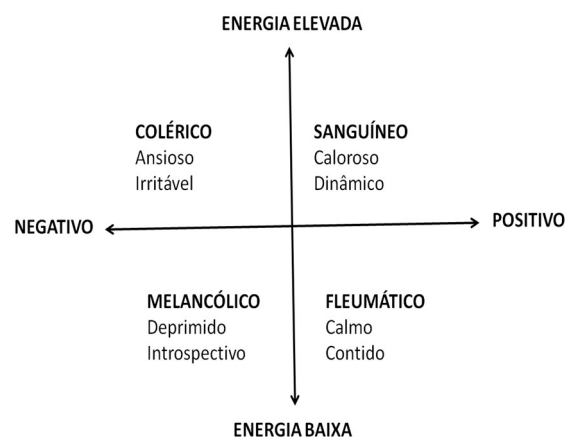 ENERGIA ELEVADA
COLÉRICO
Ansioso
Irritável
SANGUÍNEO
Caloroso
Dinâmico
NEGATIVO
POSITIVO
MELANCÓLICO
Deprimido
Introspectivo
FLEUMÁTICO
Calmo
Contido
ENERGIA BAIXA